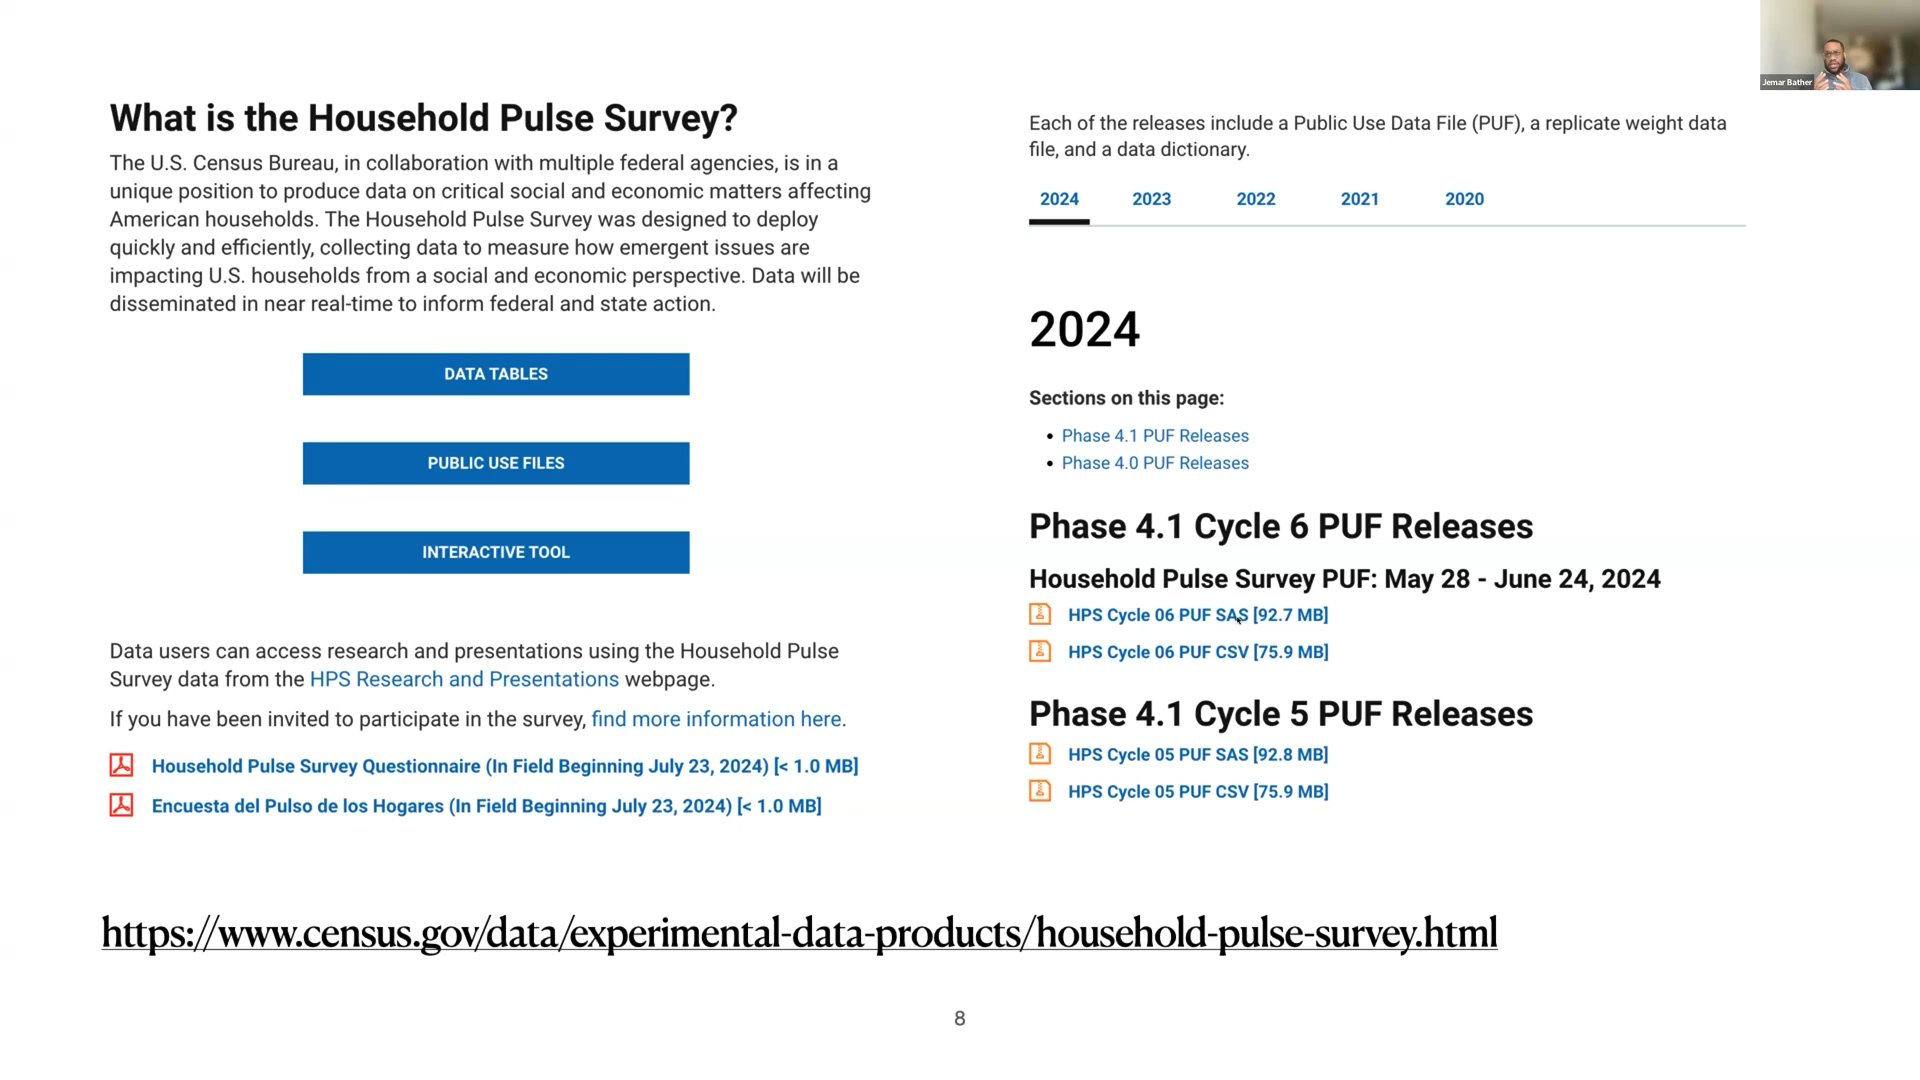 What is the Household Pulse Survey?
The U.S. Census Bureau, in collaboration with multiple federal agencies, is in a
unique position to produce data on critical social and economic matters affecting
American households. The Household Pulse Survey was designed to deploy
quickly and efficiently, collecting data to measure how emergent issues are
impacting U.S. households from a social and economic perspective. Data will be
disseminated in near real-time to inform federal and state action.
DATA TABLES
PUBLIC USE FILES
INTERACTIVE TOOL
Data users can access research and presentations using the Household Pulse
Survey data from the HPS Research and Presentations webpage.
If you have been invited to participate in the survey, find more information here.
Household Pulse Survey Questionnaire (In Field Beginning July 23, 2024) [< 1.0 MB]
Encuesta del Pulso de los Hogares (In Field Beginning July 23, 2024) [< 1.0 MB]
Each of the releases include a Public Use Data File (PUF), a replicate weight data
file, and a data dictionary.
2024 2023 2022 2021 2020
2024
Sections on this page:
• Phase 4.1 PUF Releases
• Phase 4.0 PUF Releases
Phase 4.1 Cycle 6 PUF Releases
Household Pulse Survey PUF: May 28 - June 24, 2024
HPS Cycle 06 PUF SAS [92.7 MB]
HPS Cycle 06 PUF CSV [75.9 MB]
Phase 4.1 Cycle 5 PUF Releases
HPS Cycle 05 PUF SAS [92.8 MB]
HPS Cycle 05 PUF CSV [75.9 MB]
https://www.census.gov/data/experimental-data-products/household-pulse-survey.html
8
Jemar Bather